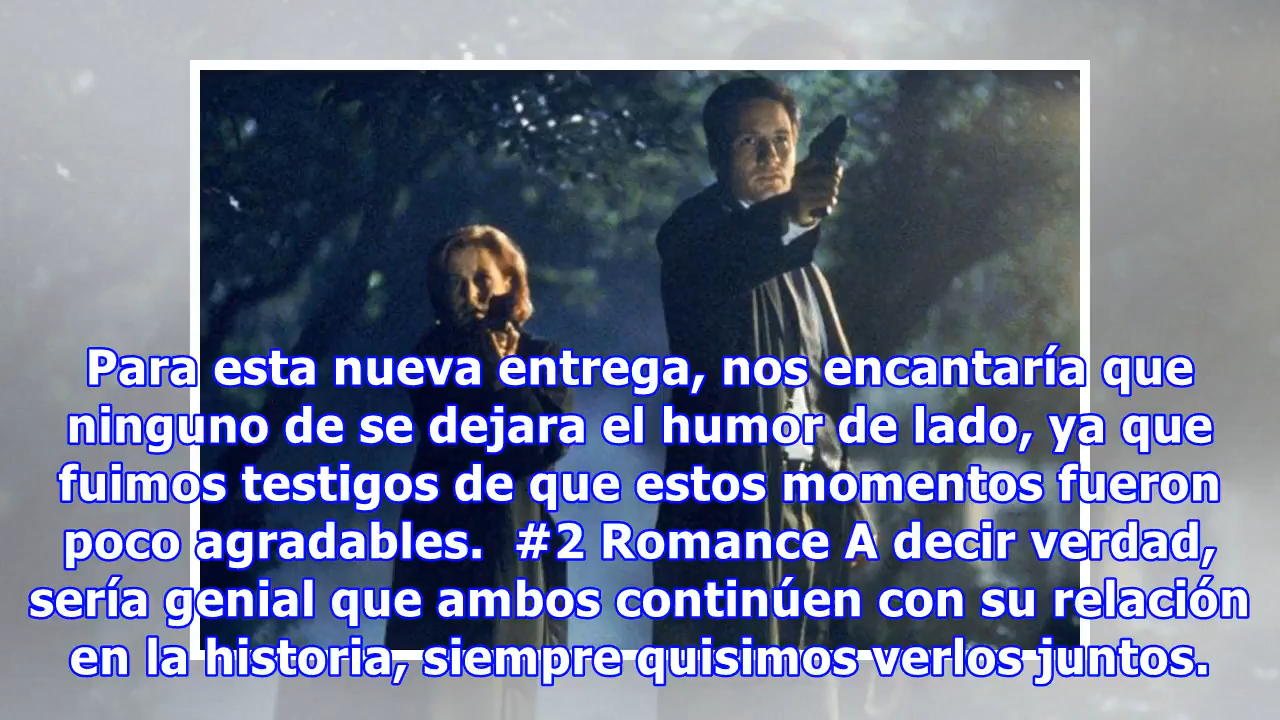 Para esta nueva entrega, nos encantaría que
ninguno de se dejara el humor de lado, ya que
fuimos testigos de que estos momentos fueron
poco agradables.  #2 Romance A decir verdad,
sería genial que ambos continúen con su relación
en la historia, siempre quisimos verlos juntos.